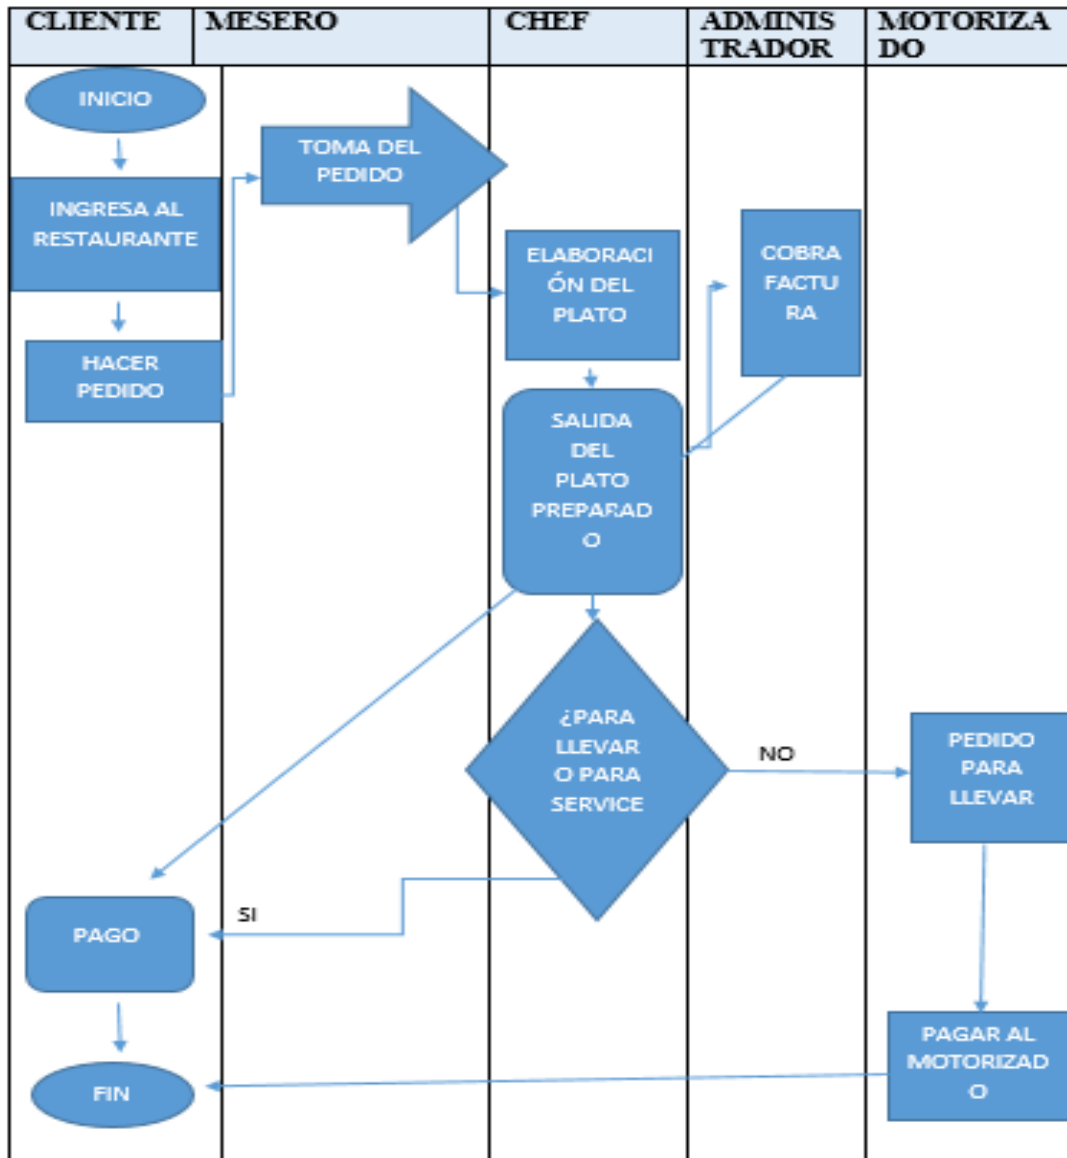 CLIENTE
MESERO
CHEF
ADMINIS
TRADOR
MOTORIZA
DO
INICIO
INGRESA AL
RESTAURANTE
HACER
PEDIDO
TOMA DEL
PEDIDO
ELABORACI
ÓN DEL
PLATO
COBRA
FACTU
RA
SALIDA
DEL
PLATO
PREPARAD
O
¿PARA
LLEVAR
O PARA
SERVICE
NO
PEDIDO
PARA
LLEVAR
SI
PAGO
PAGAR AL
MOTORIZAD
O
FIN